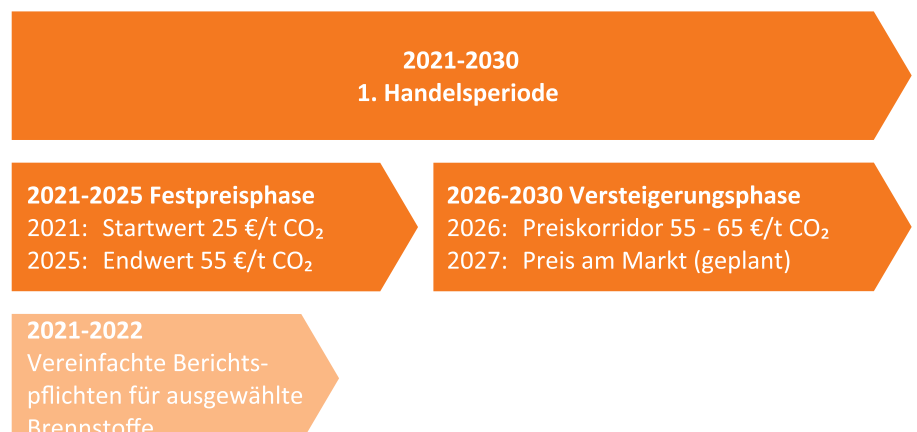 2021-2030
1. Handelsperiode
2021-2025 Festpreisphase
2021: Startwert 25 €/t CO₂
2025: Endwert 55 €/t CO₂
2026-2030 Versteigerungsphase
2026: Preiskorridor 55 - 65 €/t CO₂
2027: Preis am Markt (geplant)
2021-2022
Vereinfachte Berichts-
pflichten für ausgewählte
Brennstoffe